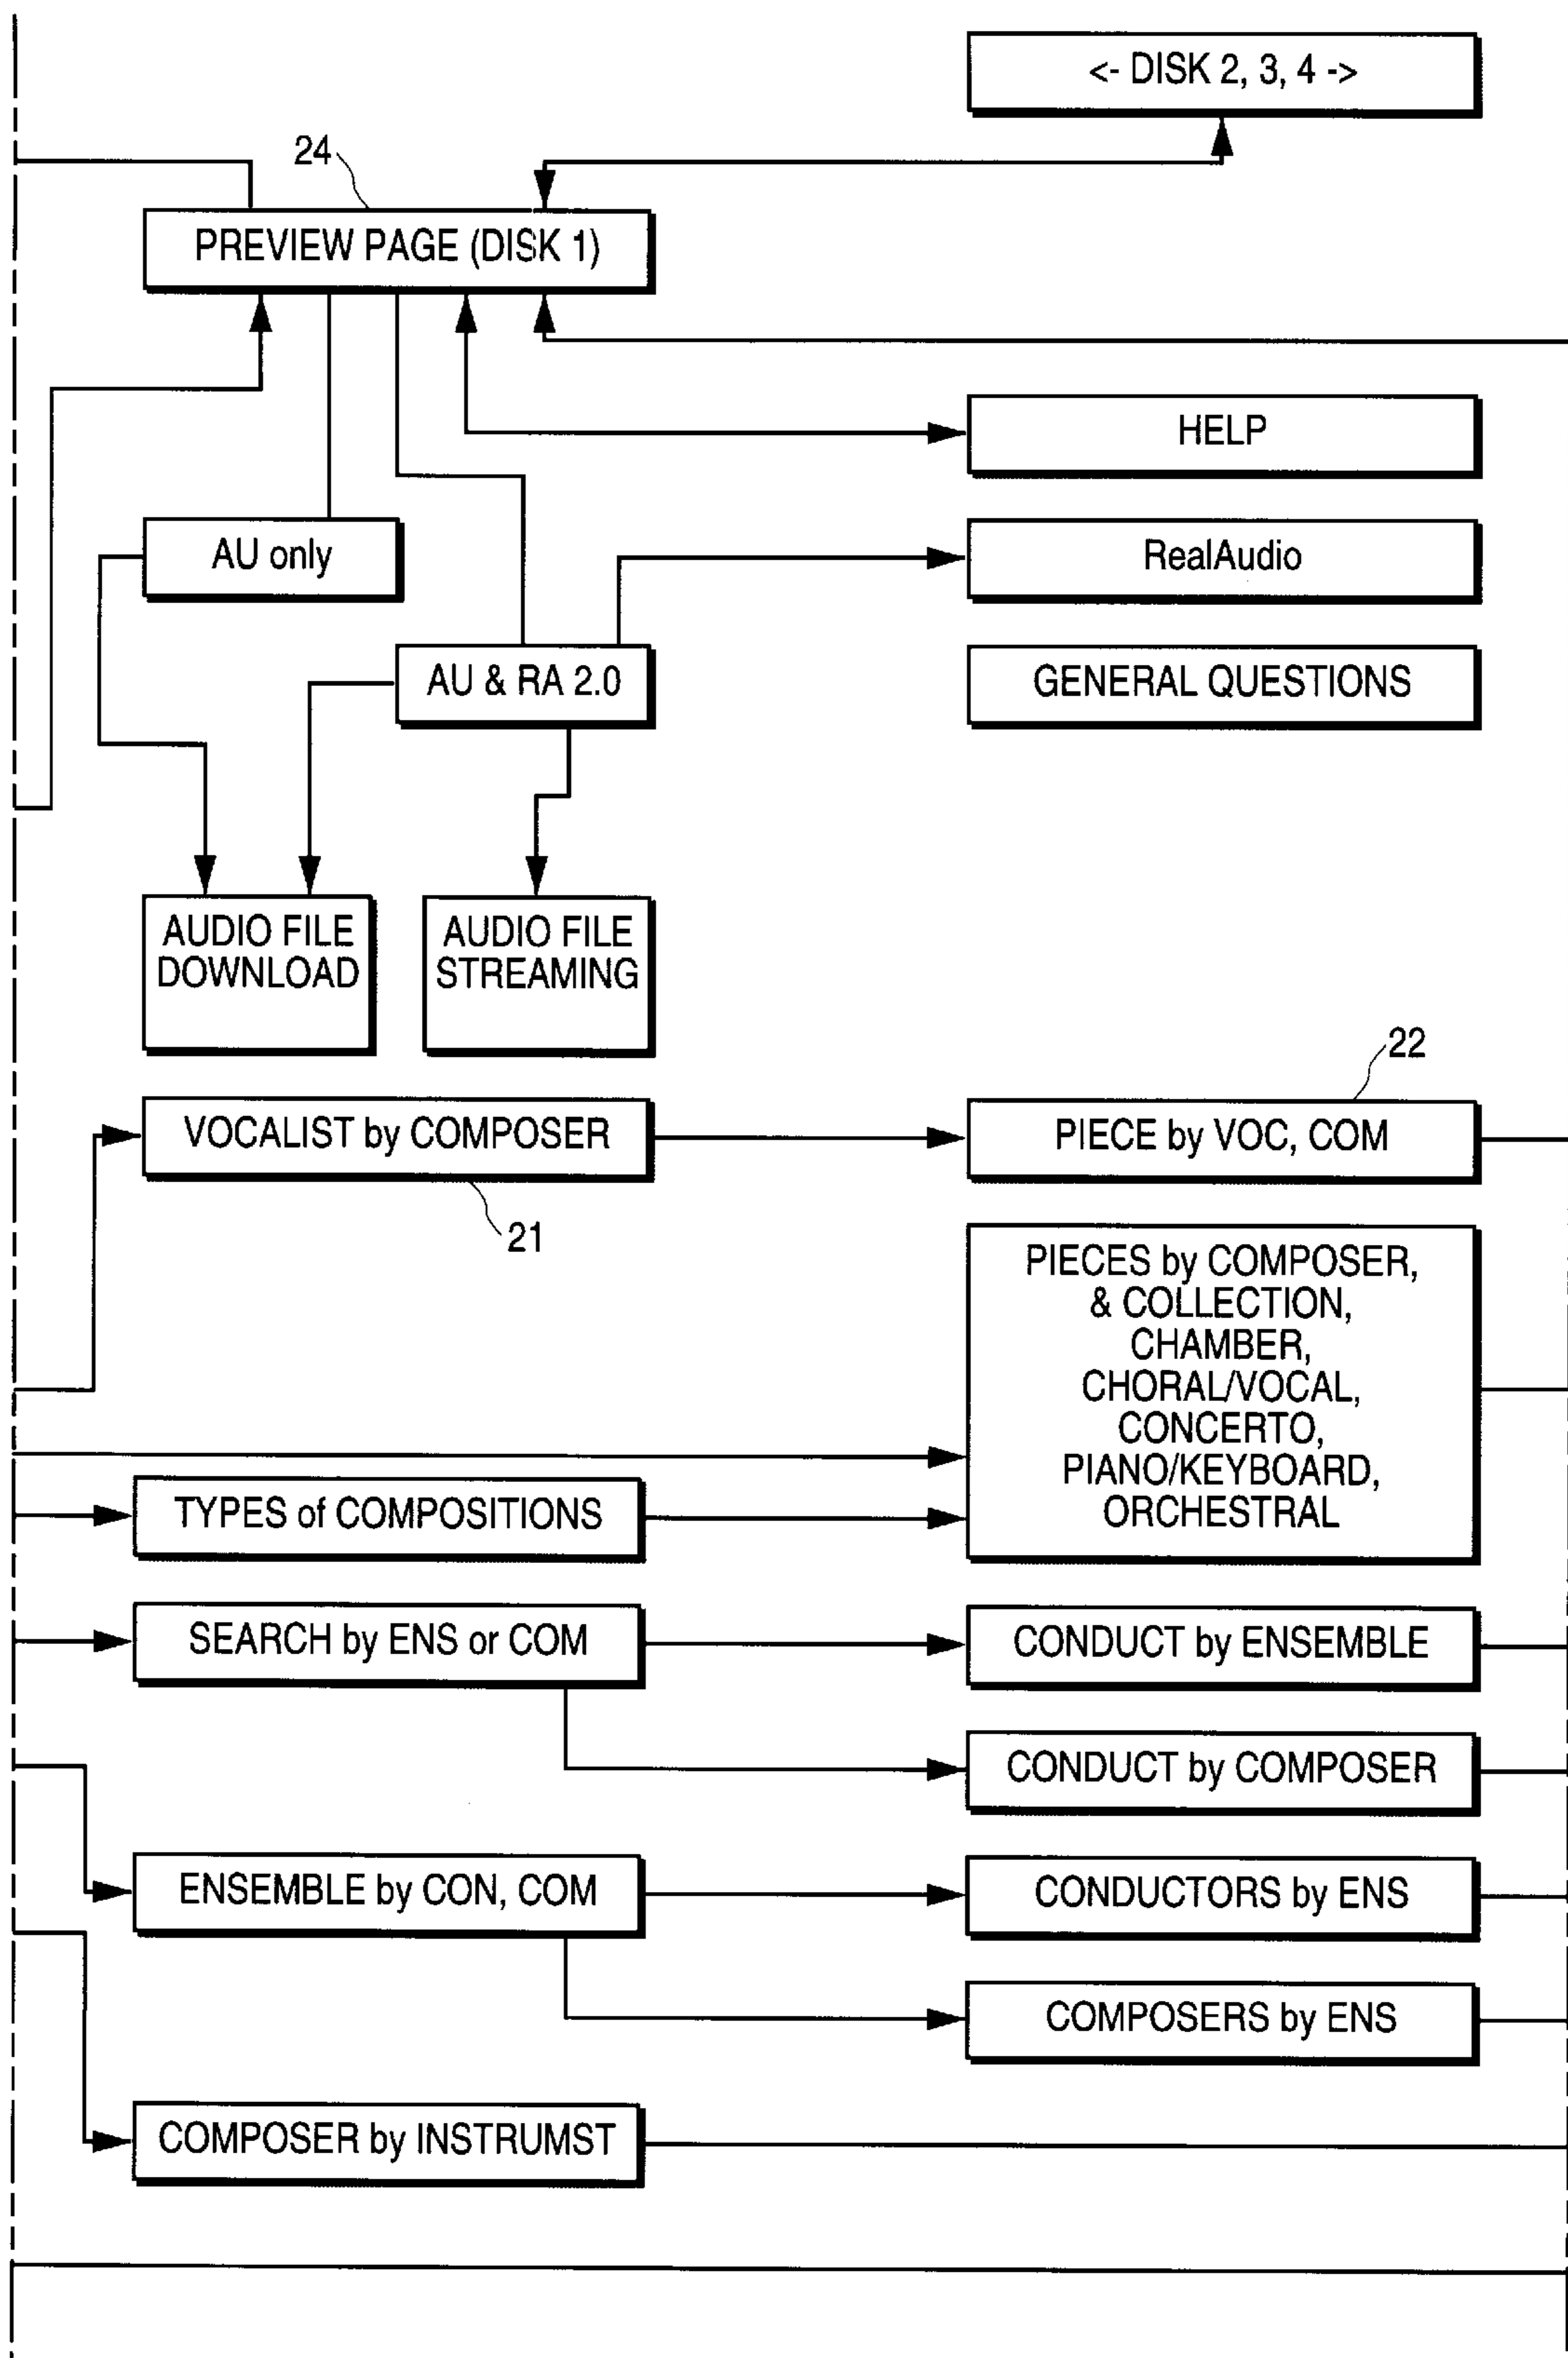 <- DISK 2, 3, 4 ->
24
PREVIEW PAGE (DISK 1)
HELP
AU only
RealAudio
AU & RA 2.0
GENERAL QUESTIONS
AUDIO FILE
DOWNLOAD
AUDIO FILE
STREAMING
22
VOCALIST by COMPOSER
PIECE by VOC, COM
21
PIECES by COMPOSER,
& COLLECTION,
CHAMBER,
CHORAL/VOCAL,
CONCERTO,
PIANO/KEYBOARD,
ORCHESTRAL
TYPES of COMPOSITIONS
SEARCH by ENS or COM
CONDUCT by ENSEMBLE
CONDUCT by COMPOSER
ENSEMBLE by CON, COM
CONDUCTORS by ENS
COMPOSERS by ENS
COMPOSER by INSTRUMST